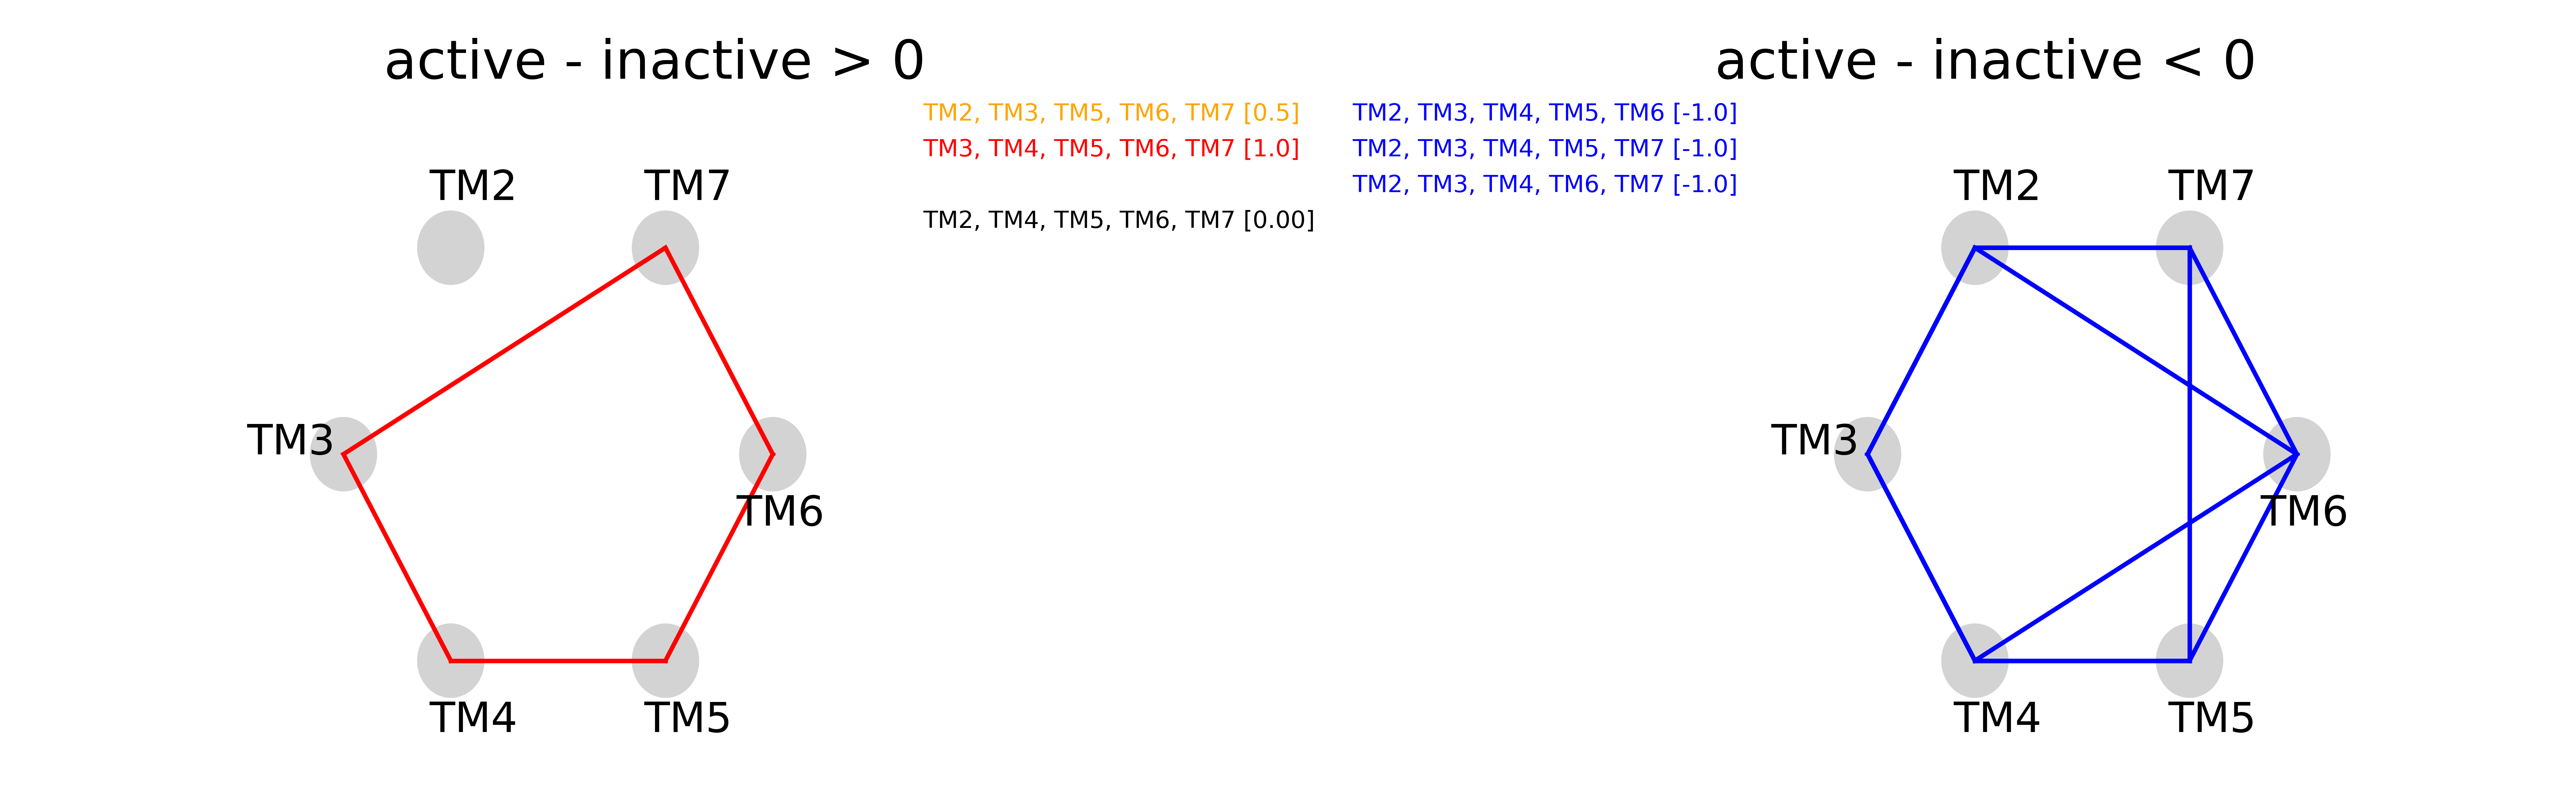 active - inactive > 0
TM2, TM3, TM5, TM6, TM7 [0.5]
TM3, TM4, TM5, TM6, TM7 [1.0]
TM2, TM4, TM5, TM6, TM7 [0.00]
TM2
TM7
TM3
TM6
TM4
TM5
active - inactive < 0
TM2, TM3, TM4, TM5, TM6 [-1.0]
TM2, TM3, TM4, TM5, TM7 [-1.0]
TM2, TM3, TM4, TM6, TM7 [-1.0]
TM2
TM7
TM3
TM6
TM4
TM5